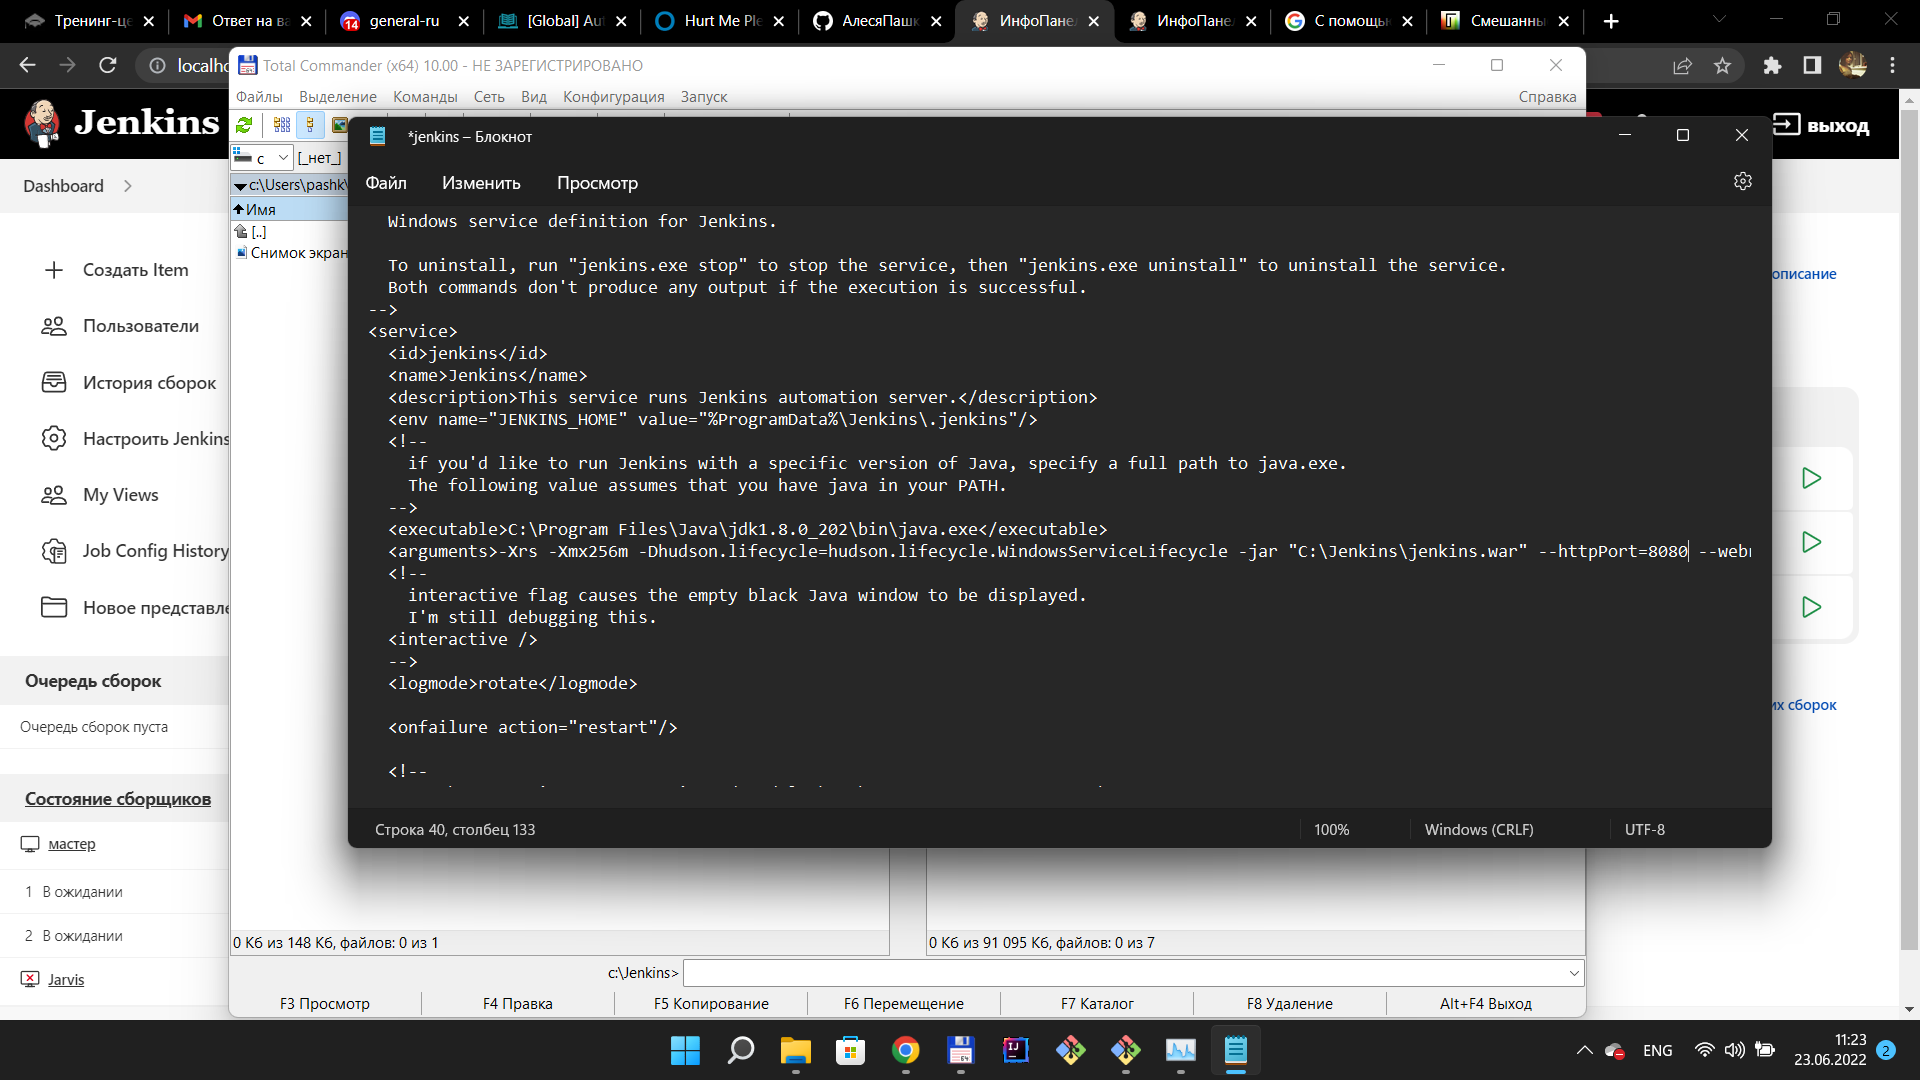 Тренинг-це
Ответ на ва
14
general-ru
[Global] Au
Hurt Me Ple
АлесяПашк
ИнфоПане
ИнфоПанел
С помощь
Смешанны
localho
Total Commander (x64) 10.00 - НЕ ЗАРЕГИСТРИРОВАНО
Файлы Выделение Команды Сеть Вид Конфигурация Запуск Справка
Jenkins
выход
c [_нет_]
c:\Users\pashk\
Имя
[..]
Снимок экран
Dashboard
Создать Item
Пользователи
История сборок
Настроить Jenkins
My Views
Job Config History
Новое представле
Очередь сборок
Очередь сборок пуста
Состояние сборщиков
мастер
1 В ожидании
2 В ожидании
Jarvis
описание
их сборок
*jenkins – Блокнот
Файл Изменить Просмотр
Windows service definition for Jenkins.
To uninstall, run "jenkins.exe stop" to stop the service, then "jenkins.exe uninstall" to uninstall the service.
Both commands don't produce any output if the execution is successful.
-->
<service>
<id>jenkins</id>
<name>Jenkins</name>
<description>This service runs Jenkins automation server.</description>
<env name="JENKINS_HOME" value="%ProgramData%\Jenkins\.jenkins"/>
<!--
if you'd like to run Jenkins with a specific version of Java, specify a full path to java.exe.
The following value assumes that you have java in your PATH.
-->
<executable>C:\Program Files\Java\jdk1.8.0_202\bin\java.exe</executable>
<arguments>-Xrs -Xmx256m -Dhudson.lifecycle=hudson.lifecycle.WindowsServiceLifecycle -jar "C:\Jenkins\jenkins.war" --httpPort=8080 --web
<!--
interactive flag causes the empty black Java window to be displayed.
I'm still debugging this.
<interactive />
-->
<logmode>rotate</logmode>
<onfailure action="restart"/>
<!--
Строка 40, столбец 133
100%
Windows (CRLF)
UTF-8
0 Кб из 148 Кб, файлов: 0 из 1
0 Кб из 91 095 Кб, файлов: 0 из 7
c:\Jenkins>
F3 Просмотр F4 Правка F5 Копирование F6 Перемещение F7 Каталог F8 Удаление Alt+F4 Выход
ENG
11:23
23.06.2022
2